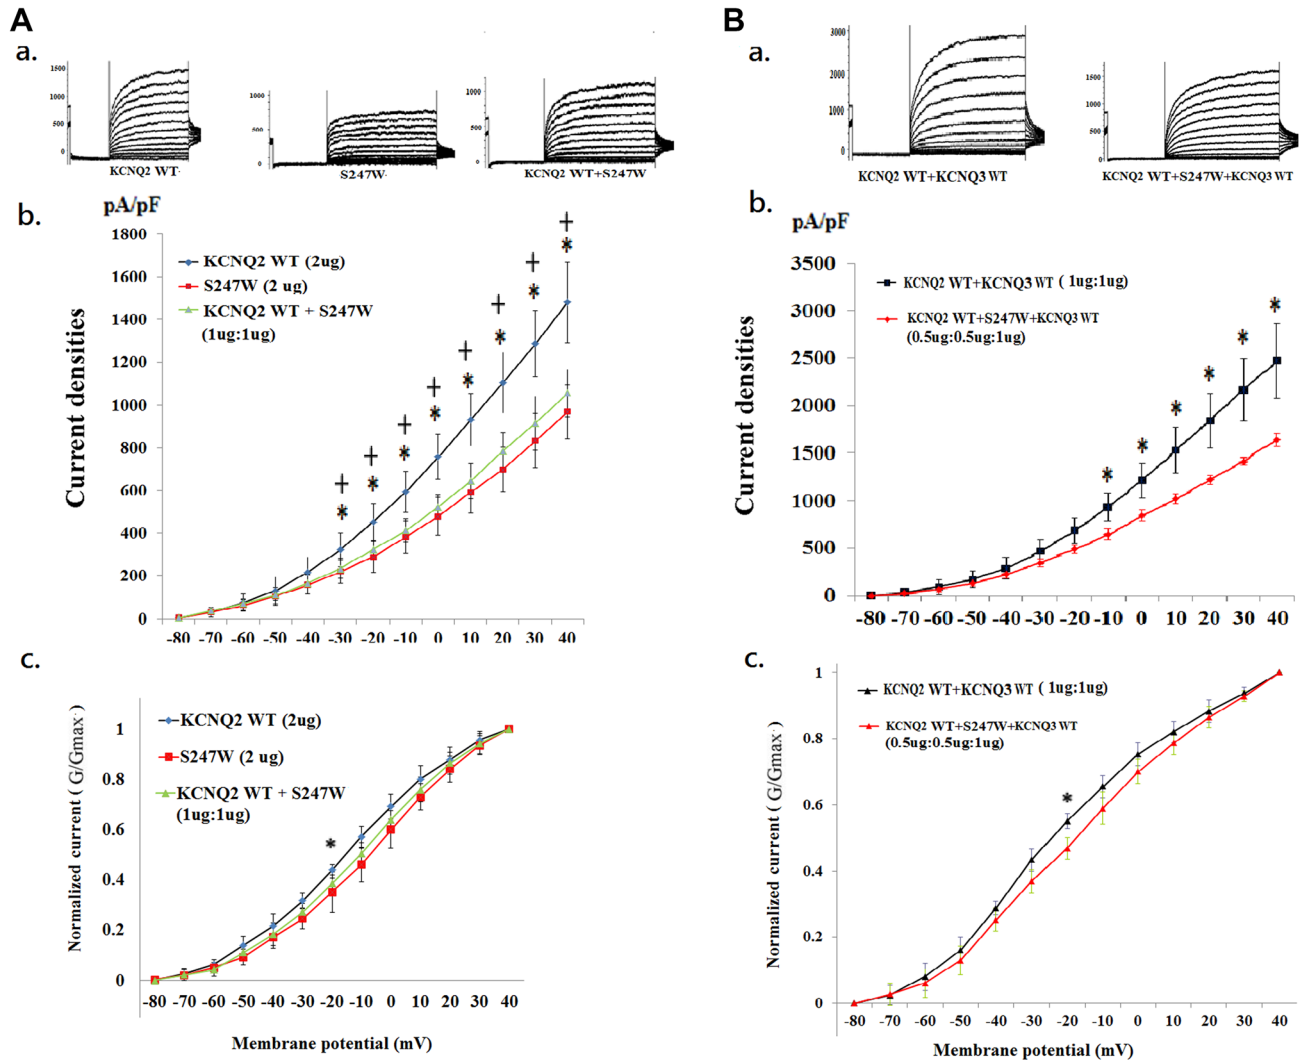 A
a.
1500
1000
500
0
KCNQ2 WT
1000
500
0
S247W
1000
500
0
KCNQ2 WT+S247W
b.
pA/pF
Current densities
1800
1600
1400
1200
1000
800
600
400
200
0
KCNQ2 WT (2ug)
S247W (2 ug)
KCNQ2 WT + S247W
(1ug:1ug)
+ + + + + + + +
* * * * * * * *
-80 -70 -60 -50 -40 -30 -20 -10 0 10 20 30 40
c.
Normalized current ( G/Gmax.)
1
0.8
0.6
0.4
0.2
0
KCNQ2 WT (2ug)
S247W (2 ug)
KCNQ2 WT + S247W
(1ug:1ug)
*
-80 -70 -60 -50 -40 -30 -20 -10 0 10 20 30 40
Membrane potential (mV)
B
a.
3000
2000
1000
0
KCNQ2 WT+KCNQ3 WT
1500
1000
500
0
KCNQ2 WT+S247W+KCNQ3 WT
b.
pA/pF
Current densities
3500
3000
2500
2000
1500
1000
500
0
KCNQ2 WT+KCNQ3 WT ( 1ug:1ug)
KCNQ2 WT+S247W+KCNQ3 WT
(0.5ug:0.5ug:1ug)
* * * * * *
-80 -70 -60 -50 -40 -30 -20 -10 0 10 20 30 40
c.
Normalized current ( G/Gmax.)
1
0.8
0.6
0.4
0.2
0
KCNQ2 WT+KCNQ3 WT ( 1ug:1ug)
KCNQ2 WT+S247W+KCNQ3 WT
(0.5ug:0.5ug:1ug)
*
-80 -70 -60 -50 -40 -30 -20 -10 0 10 20 30 40
Membrane potential (mV)